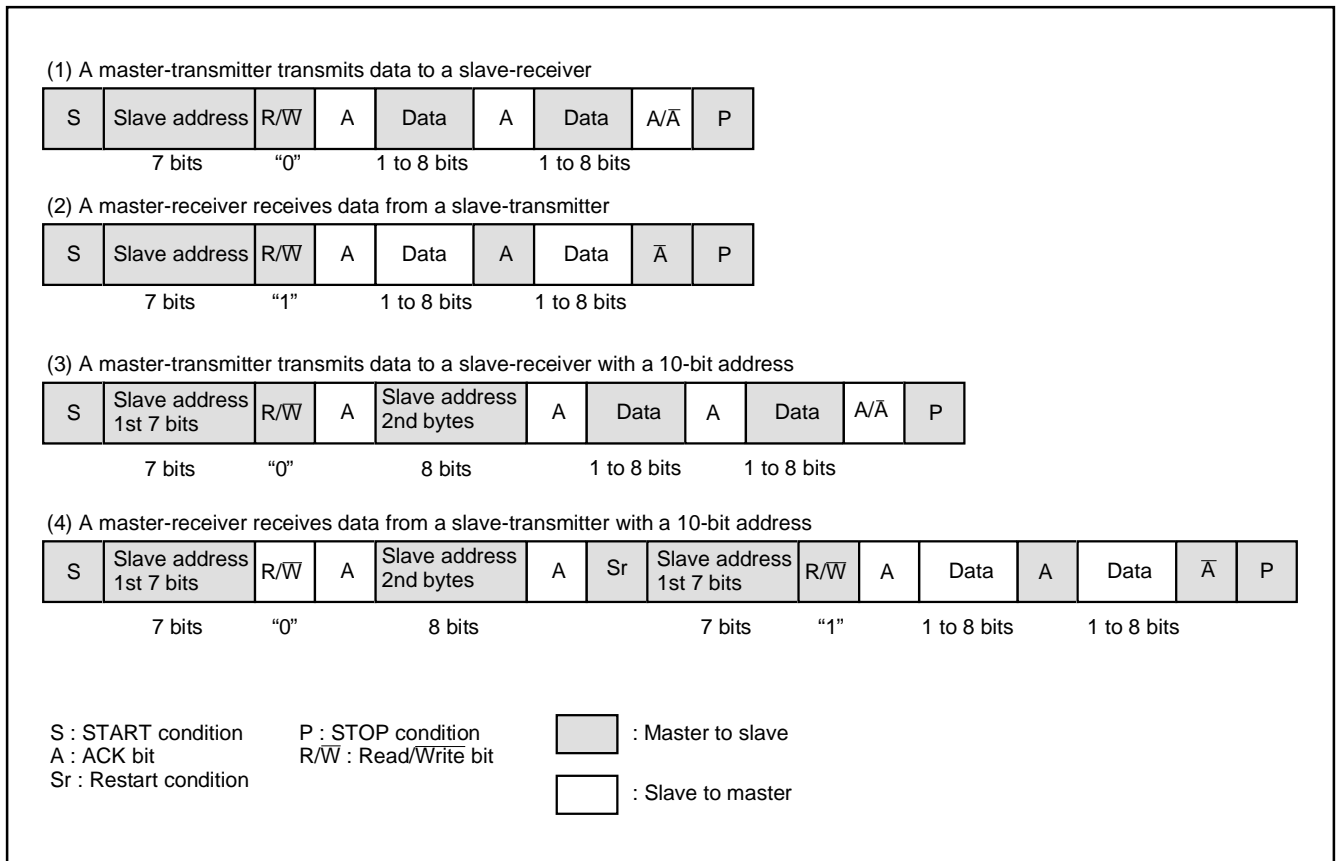 (1) A master-transmitter transmits data to a slave-receiver
S Slave address R/W̅ A Data A Data A/A̅ P
7 bits “0” 1 to 8 bits 1 to 8 bits
(2) A master-receiver receives data from a slave-transmitter
S Slave address R/W̅ A Data A Data A̅ P
7 bits “1” 1 to 8 bits 1 to 8 bits
(3) A master-transmitter transmits data to a slave-receiver with a 10-bit address
S Slave address 1st 7 bits R/W̅ A Slave address 2nd bytes A Data A Data A/A̅ P
7 bits “0” 8 bits 1 to 8 bits 1 to 8 bits
(4) A master-receiver receives data from a slave-transmitter with a 10-bit address
S Slave address 1st 7 bits R/W̅ A Slave address 2nd bytes A Sr Slave address 1st 7 bits R/W̅ A Data A Data A̅ P
7 bits “0” 8 bits 7 bits “1” 1 to 8 bits 1 to 8 bits
S : START condition P : STOP condition : Master to slave
A : ACK bit R/W̅ : Read/W̅r̅i̅t̅e̅ bit
Sr : Restart condition
: Slave to master